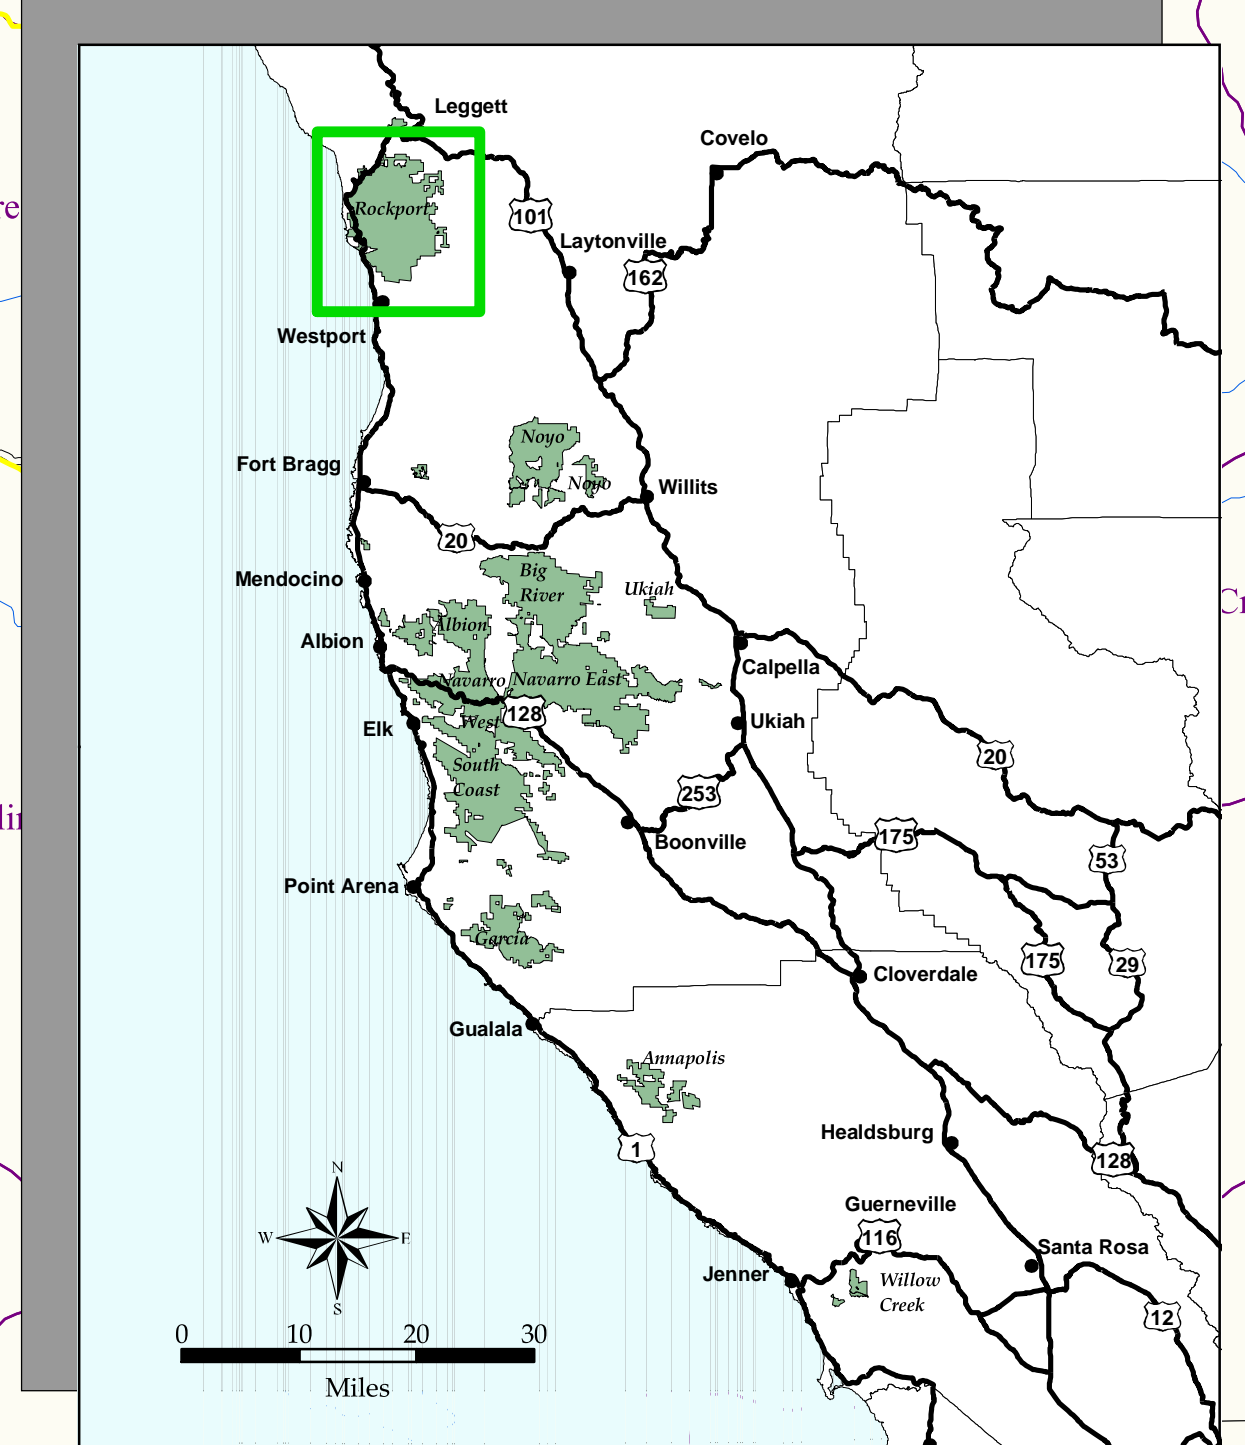 Leggett
Covelo
re
Rockport
101
Laytonville
162
Westport
Noyo
Fort Bragg
Noyo
Willits
20
Big
River
Mendocino
Ukiah
Albion
Albion
Calpella
Navarro
Navarro East
West
128
Ukiah
Elk
20
South
Coast
253
175
Boonville
53
Point Arena
Garcia
175
29
Cloverdale
Gualala
Annapolis
Healdsburg
1
128
N
W
E
S
Guerneville
116
Santa Rosa
Jenner
Willow
Creek
12
0 10 20 30
Miles